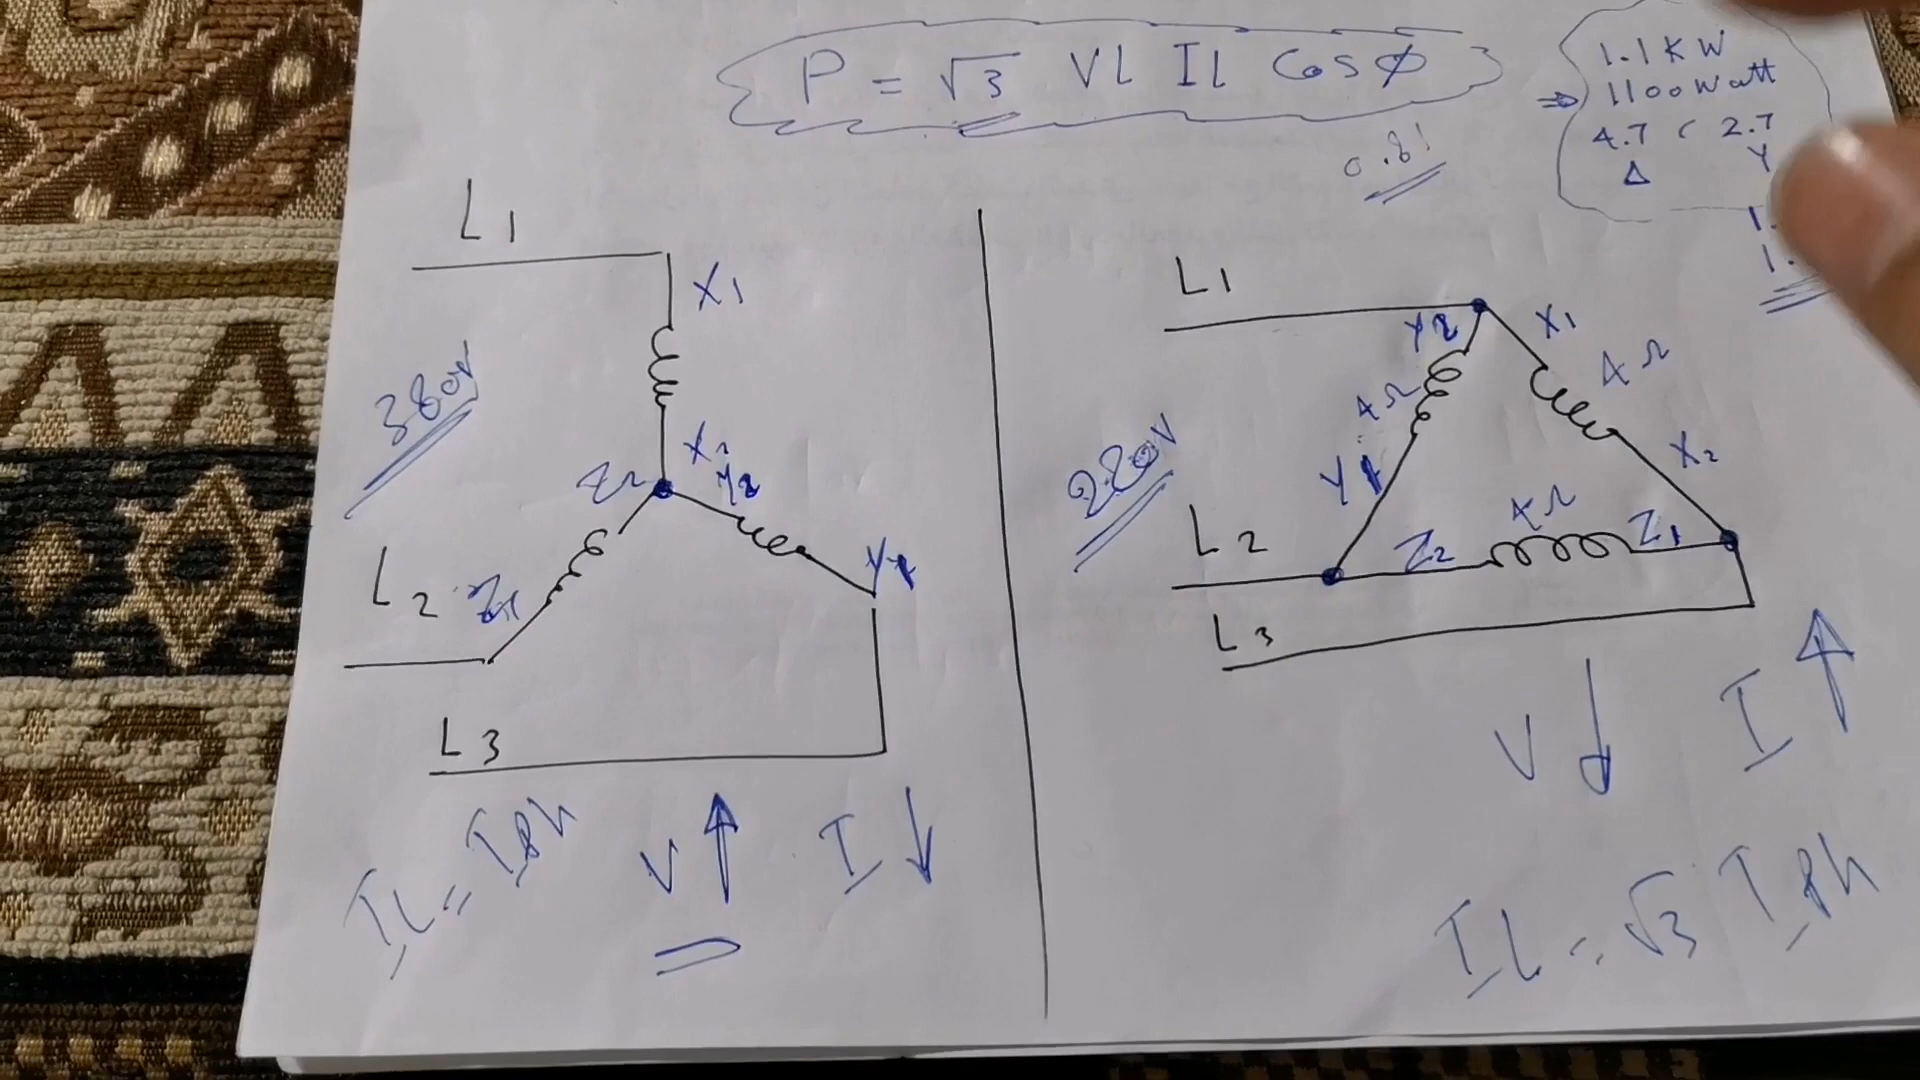 P = √3 VL IL Cosφ
0.81
1.1 KW
⇒ 1100 Watt
4.7 ( 2.7
Δ Y
L1
X1
380V
X2
Z2 Y2
L2 Z1
Y1
L3
IL = Iph
V ↑ I ↓
L1
Y2 X1
4Ω 4Ω
220V
Y1 X2
L2
Z2 4Ω Z1
L3
V ↓ I ↑
IL = √3 Iph